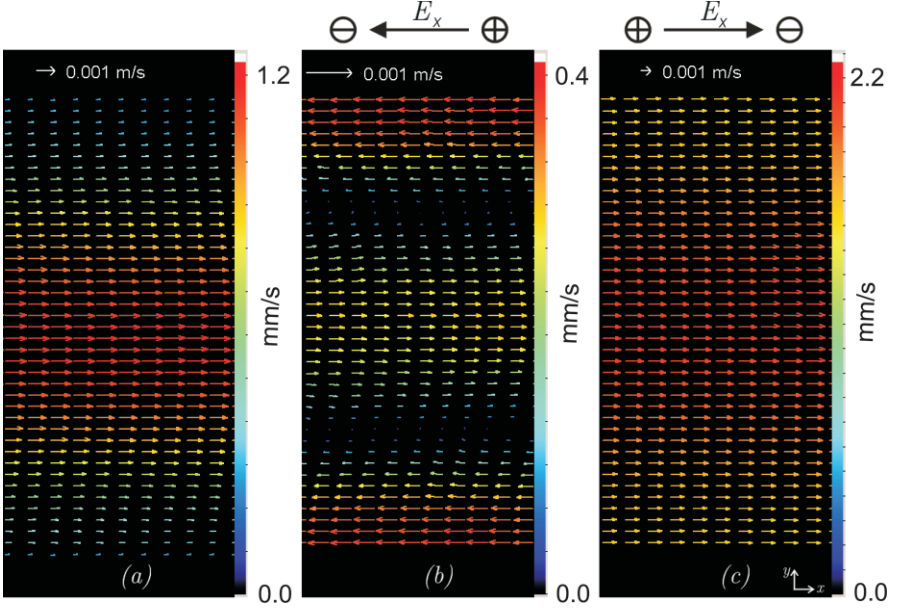 ⊖ E_x ⊕
⊕ E_x ⊖
0.001 m/s
1.2
mm/s
0.0
(a)
0.001 m/s
0.4
mm/s
0.0
(b)
0.001 m/s
2.2
mm/s
0.0
(c)
y
x